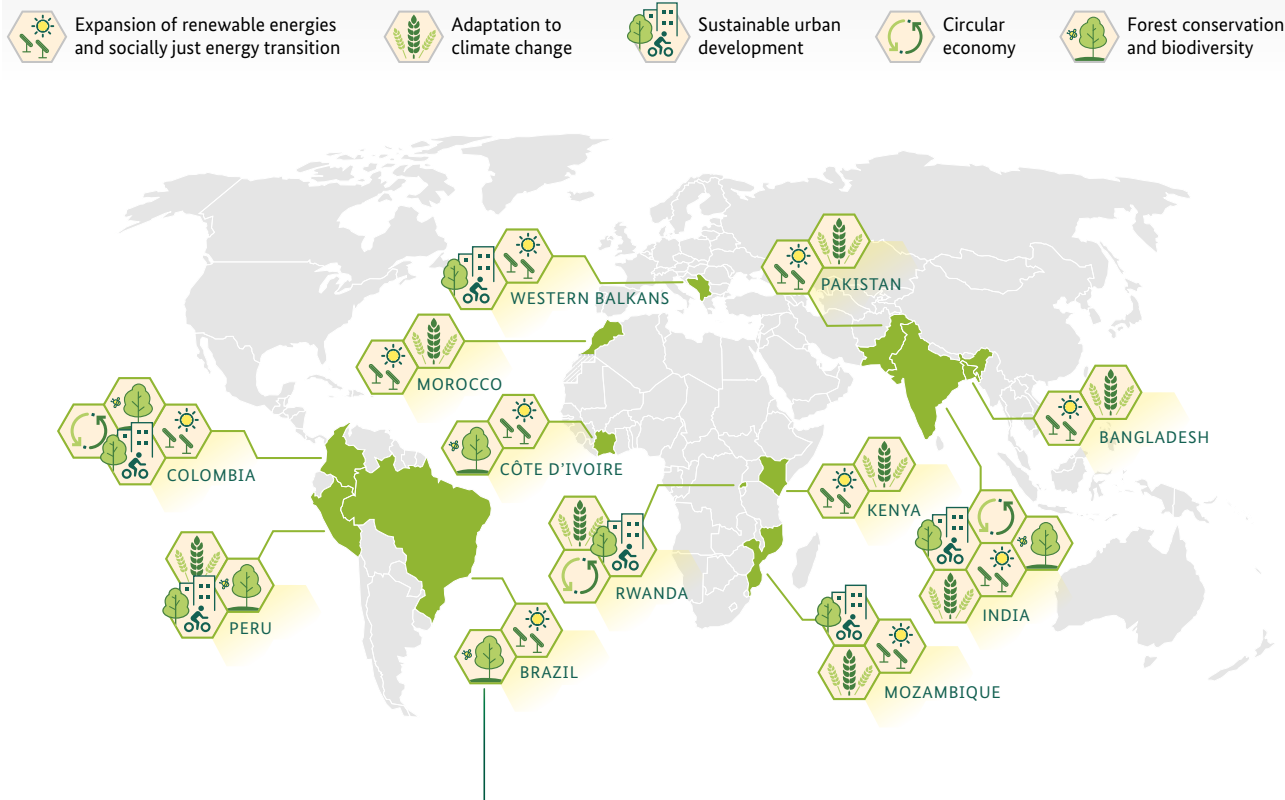 Expansion of renewable energies
and socially just energy transition
Adaptation to
climate change
Sustainable urban
development
Circular
economy
Forest conservation
and biodiversity
PAKISTAN
WESTERN BALKANS
MOROCCO
BANGLADESH
CÔTE D'IVOIRE
COLOMBIA
KENYA
RWANDA
INDIA
PERU
BRAZIL
MOZAMBIQUE